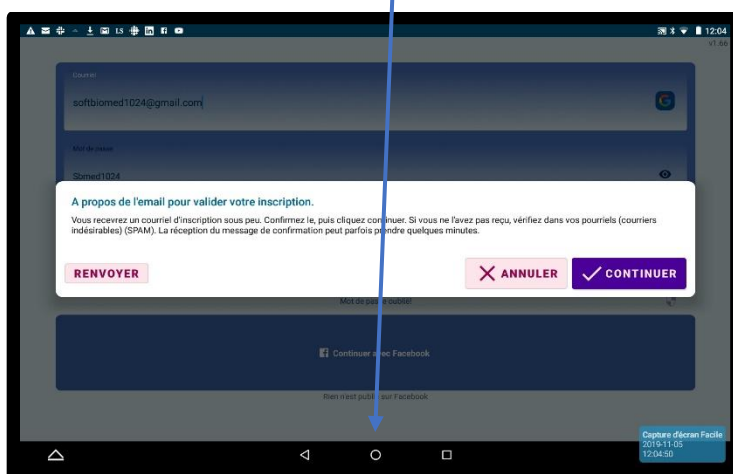 LS
12:04
v1.66
Courriel
softbiomed1024@gmail.com
Mot de passe
Sbmed1024
A propos de l'email pour valider votre inscription.
Vous recevrez un courriel d'inscription sous peu. Confirmez le, puis cliquez continuer. Si vous ne l'avez pas reçu, vérifiez dans vos pourriels (courriers
indésirables) (SPAM). La réception du message de confirmation peut parfois prendre quelques minutes.
RENVOYER
ANNULER
CONTINUER
Mot de passe oublié!
Continuer avec Facebook
Rien n'est publié sur Facebook
Capture d'écran Facile
2019-11-05
12:04:50